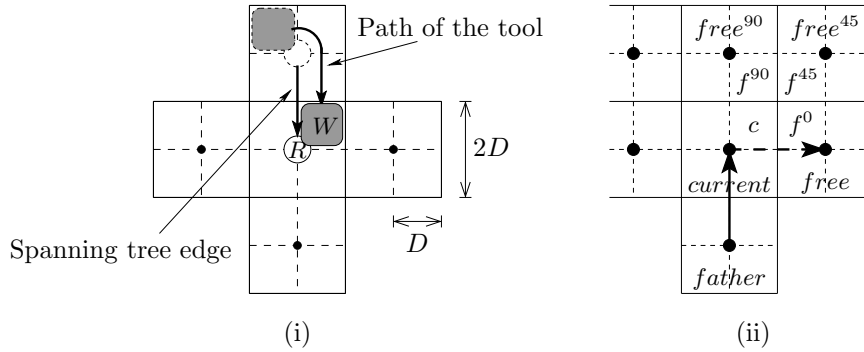 Path of the tool
W
R
2D
D
Spanning tree edge
(i)
free^90 free^45
f^90 f^45
c f^0
current free
father
(ii)